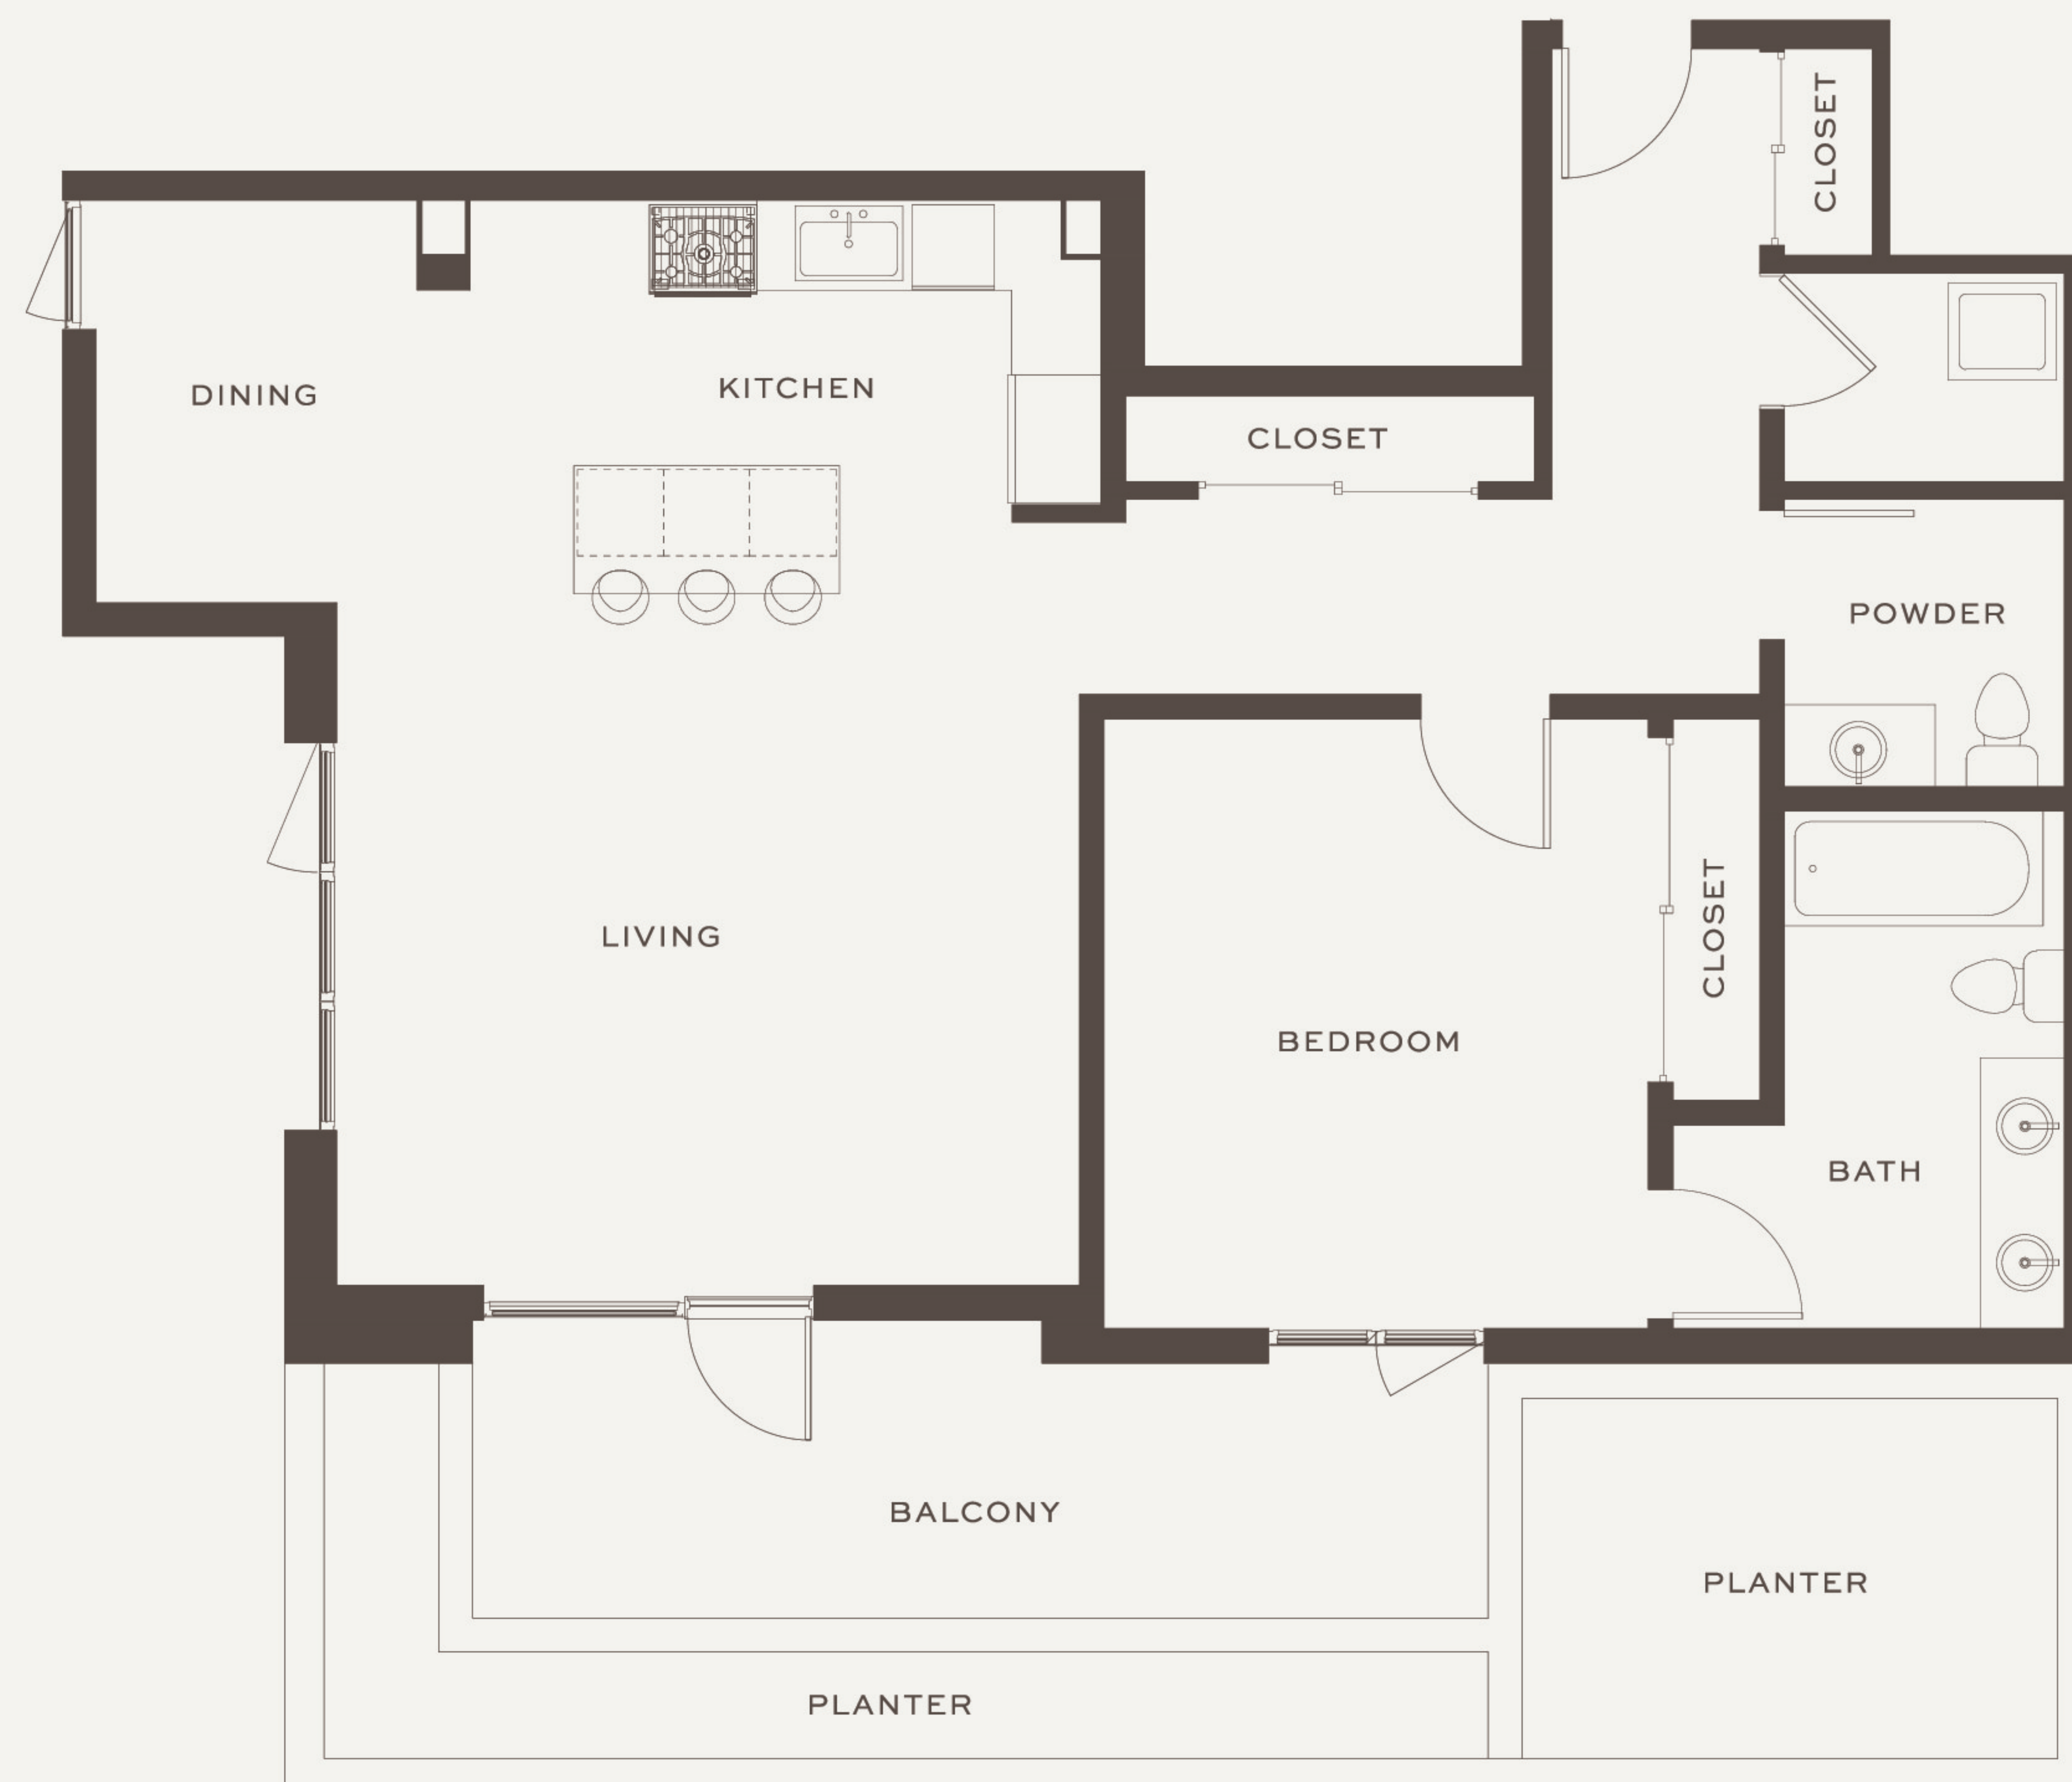 CLOSET
DINING
KITCHEN
CLOSET
POWDER
LIVING
CLOSET
BEDROOM
BATH
BALCONY
PLANTER
PLANTER